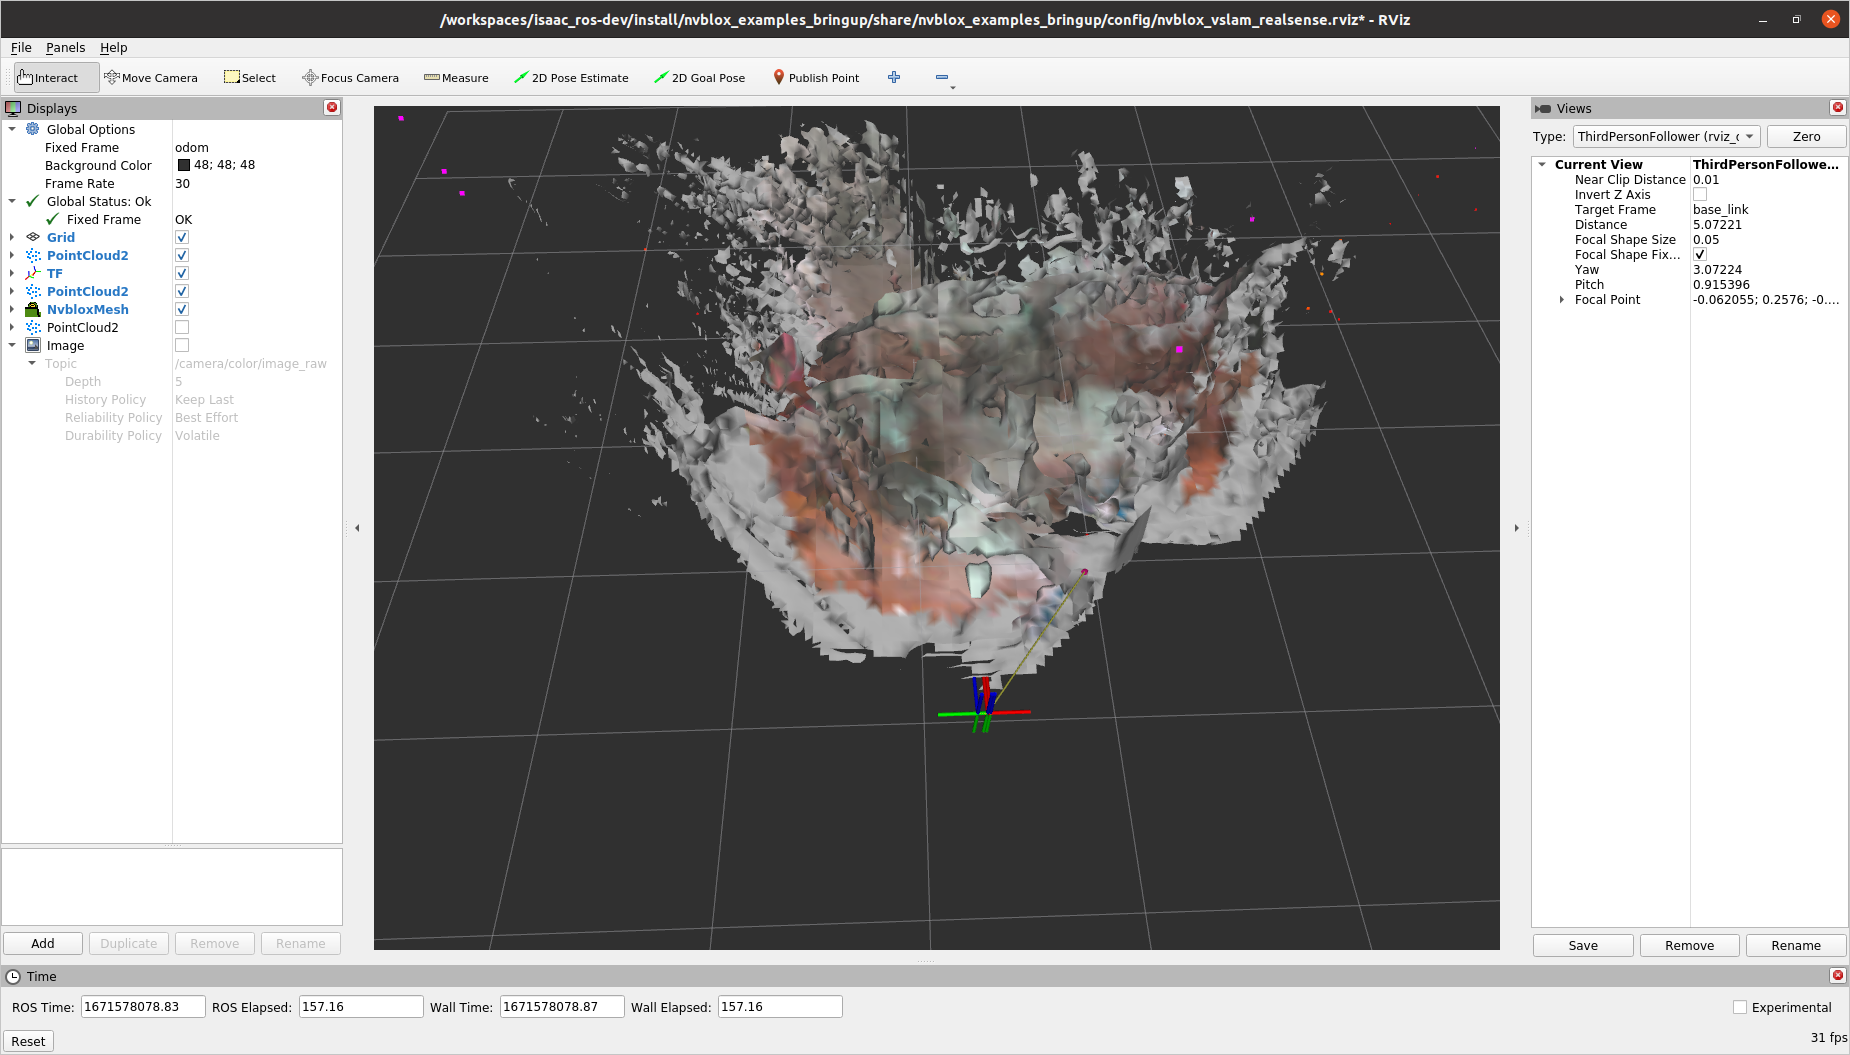 /workspaces/isaac_ros-dev/install/nvblox_examples_bringup/share/nvblox_examples_bringup/config/nvblox_vslam_realsense.rviz* - RViz
File Panels Help
Interact Move Camera Select Focus Camera Measure 2D Pose Estimate 2D Goal Pose Publish Point
Displays
Global Options
Fixed Frame odom
Background Color 48; 48; 48
Frame Rate 30
Global Status: Ok
Fixed Frame OK
Grid
PointCloud2
TF
PointCloud2
NvbloxMesh
PointCloud2
Image
Topic /camera/color/image_raw
Depth 5
History Policy Keep Last
Reliability Policy Best Effort
Durability Policy Volatile
Add Duplicate Remove Rename
Views
Type: ThirdPersonFollower (rviz_c Zero
Current View ThirdPersonFollowe...
Near Clip Distance 0.01
Invert Z Axis
Target Frame base_link
Distance 5.07221
Focal Shape Size 0.05
Focal Shape Fix...
Yaw 3.07224
Pitch 0.915396
Focal Point -0.062055; 0.2576; -0....
Save Remove Rename
Time
ROS Time: 1671578078.83 ROS Elapsed: 157.16 Wall Time: 1671578078.87 Wall Elapsed: 157.16 Experimental
Reset 31 fps